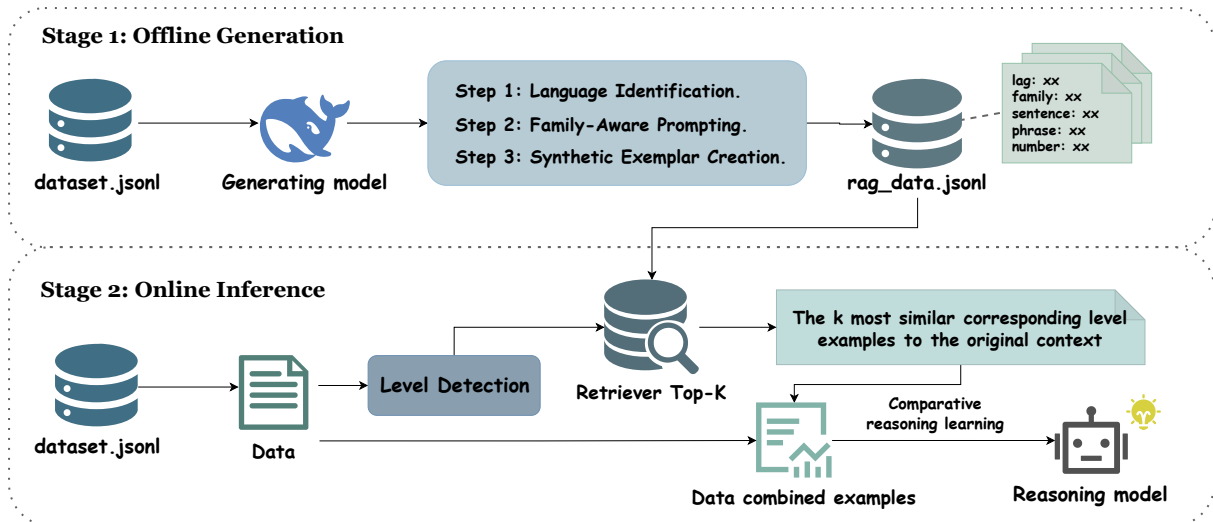 Stage 1: Offline Generation
dataset.jsonl
Generating model
Step 1: Language Identification.
Step 2: Family-Aware Prompting.
Step 3: Synthetic Exemplar Creation.
rag_data.jsonl
lag: xx
family: xx
sentence: xx
phrase: xx
number: xx
Stage 2: Online Inference
dataset.jsonl
Data
Level Detection
Retriever Top-K
The k most similar corresponding level
examples to the original context
Data combined examples
Comparative
reasoning learning
Reasoning model